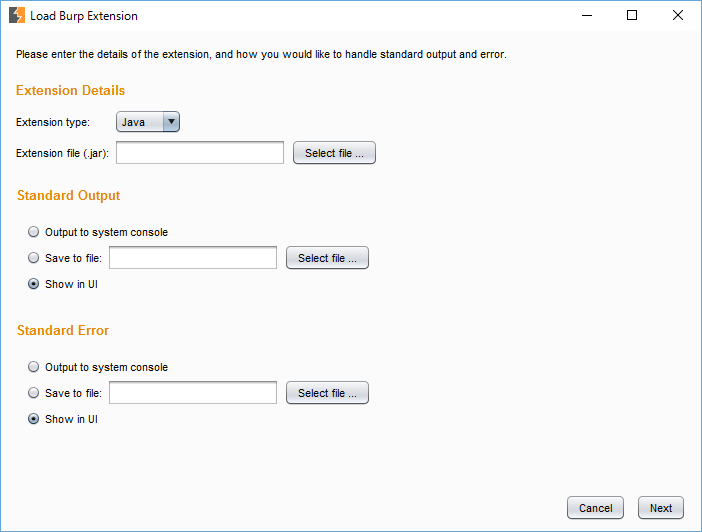 Load Burp Extension
Please enter the details of the extension, and how you would like to handle standard output and error.
Extension Details
Extension type: Java
Extension file (.jar): Select file ...
Standard Output
Output to system console
Save to file: Select file ...
Show in UI
Standard Error
Output to system console
Save to file: Select file ...
Show in UI
Cancel Next